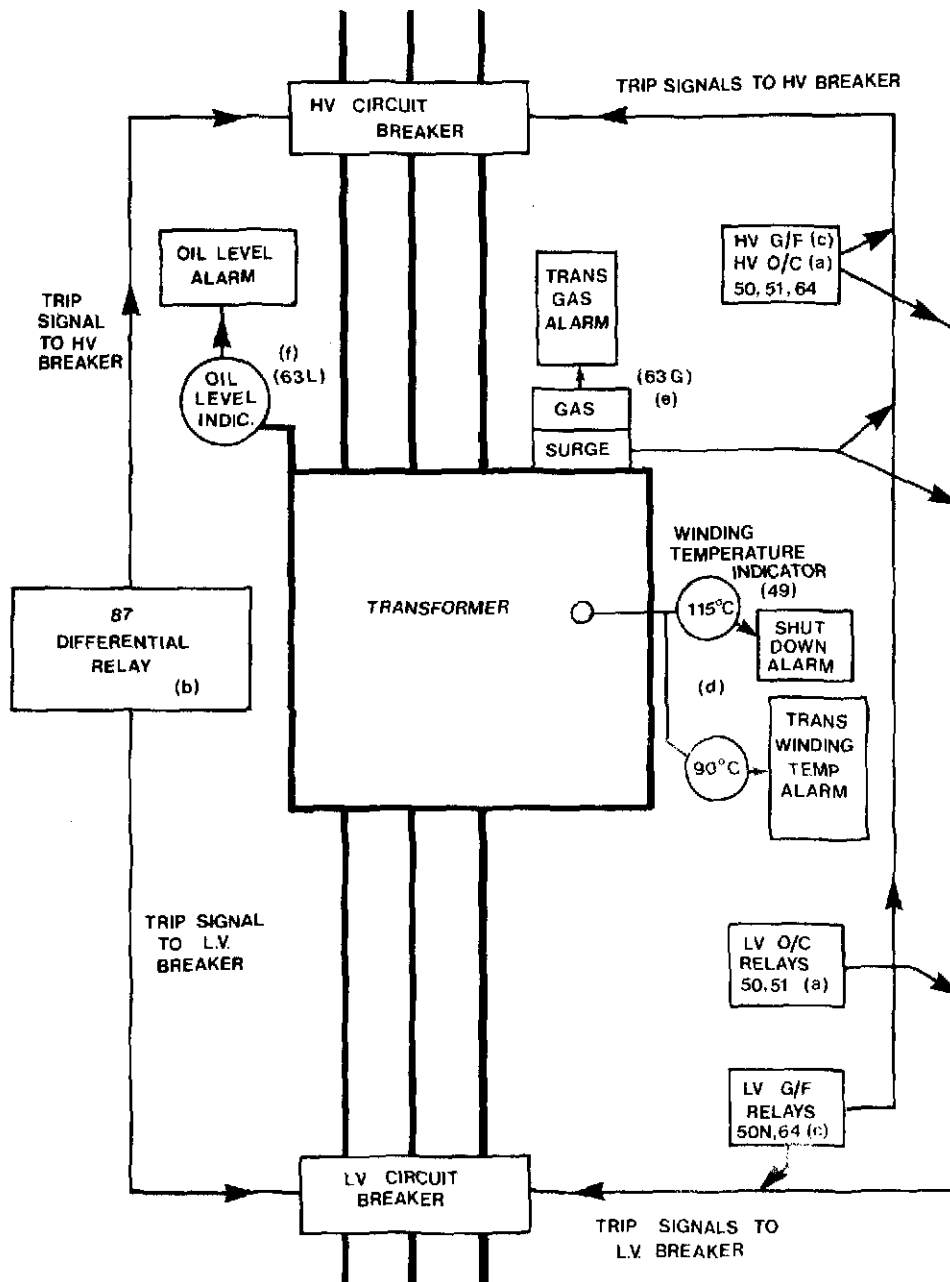 TRIP SIGNALS TO HV BREAKER
HV CIRCUIT
BREAKER
OIL LEVEL
ALARM
TRANS
GAS
ALARM
HV G/F (c)
HV O/C (a)
50, 51, 64
TRIP
SIGNAL
TO HV
BREAKER
(f)
(63L)
OIL
LEVEL
INDIC.
(63G)
(e)
GAS
SURGE
WINDING
TEMPERATURE
INDICATOR
(49)
TRANSFORMER
115°C
SHUT
DOWN
ALARM
87
DIFFERENTIAL
RELAY
(b)
(d)
90°C
TRANS
WINDING
TEMP
ALARM
TRIP SIGNAL
TO L.V.
BREAKER
LV O/C
RELAYS
50,51 (a)
LV G/F
RELAYS
50N,64 (c)
LV CIRCUIT
BREAKER
TRIP SIGNALS TO
L.V. BREAKER